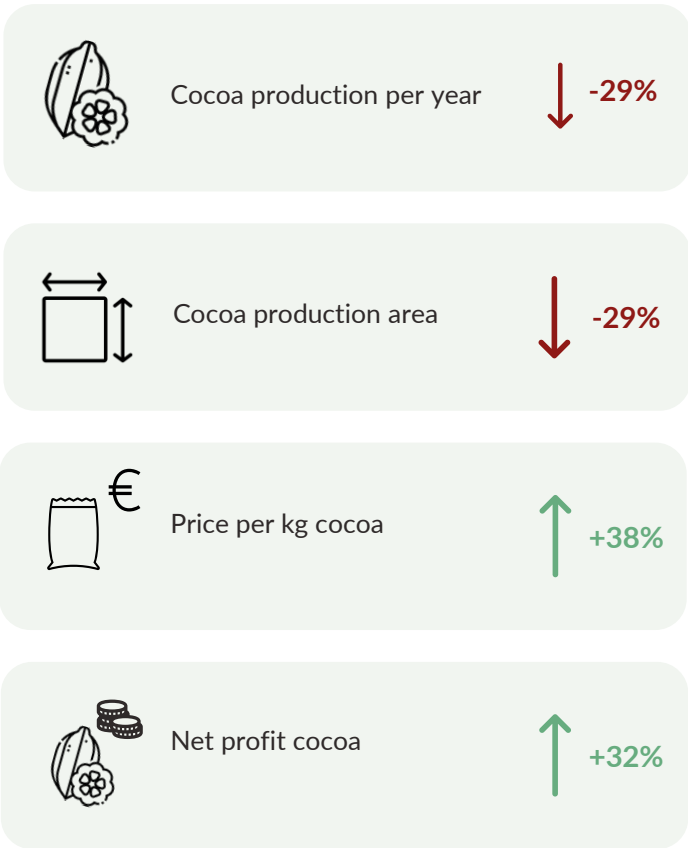 Cocoa production per year
-29%
Cocoa production area
-29%
€
Price per kg cocoa
+38%
Net profit cocoa
+32%